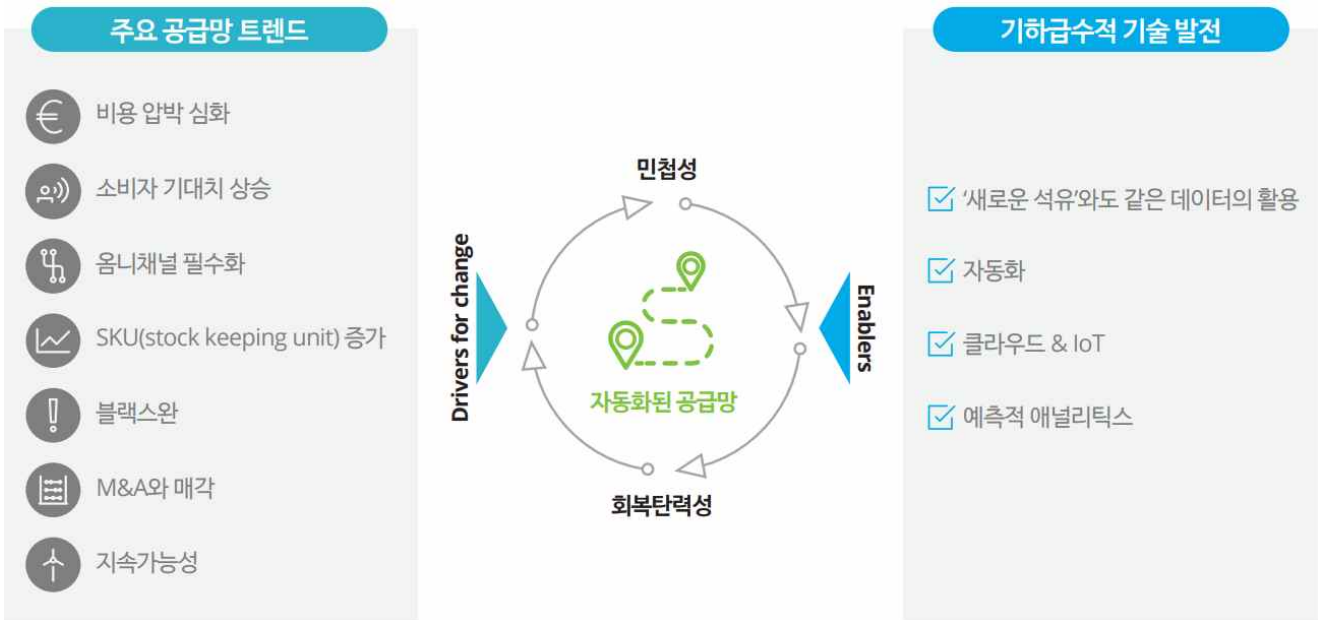 주요 공급망 트렌드
비용 압박 심화
소비자 기대치 상승
옴니채널 필수화
SKU(stock keeping unit) 증가
블랙스완
M&A와 매각
지속가능성
Drivers for change
민첩성
자동화된 공급망
회복탄력성
Enablers
기하급수적 기술 발전
‘새로운 석유’와도 같은 데이터의 활용
자동화
클라우드 & IoT
예측적 애널리틱스